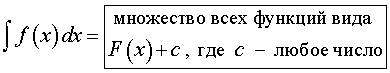 ∫ f(x)dx = множество всех функций вида
F(x)+c , где c – любое число